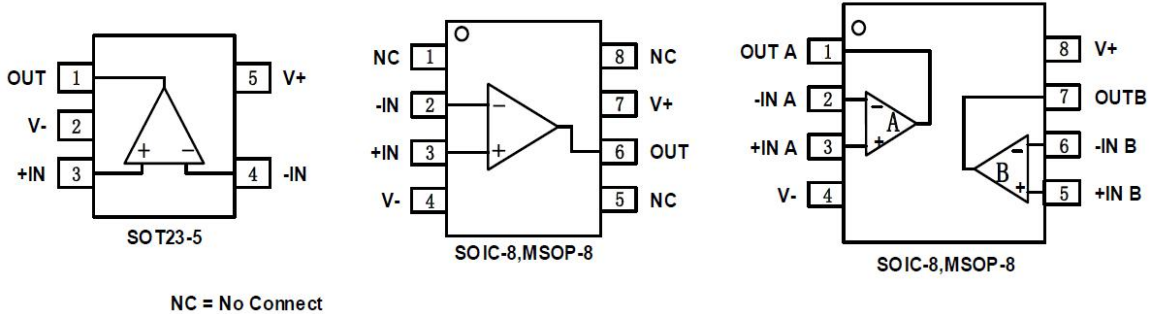 OUT 1
5 V+
V- 2
+IN 3
4 -IN
+ −
SOT23-5
NC 1
8 NC
-IN 2
−
7 V+
+IN 3
+
6 OUT
V- 4
5 NC
SOIC-8,MSOP-8
OUT A 1
8 V+
-IN A 2
−
A
7 OUTB
+IN A 3
+
−
6 -IN B
B
V- 4
+
5 +IN B
SOIC-8,MSOP-8
NC = No Connect